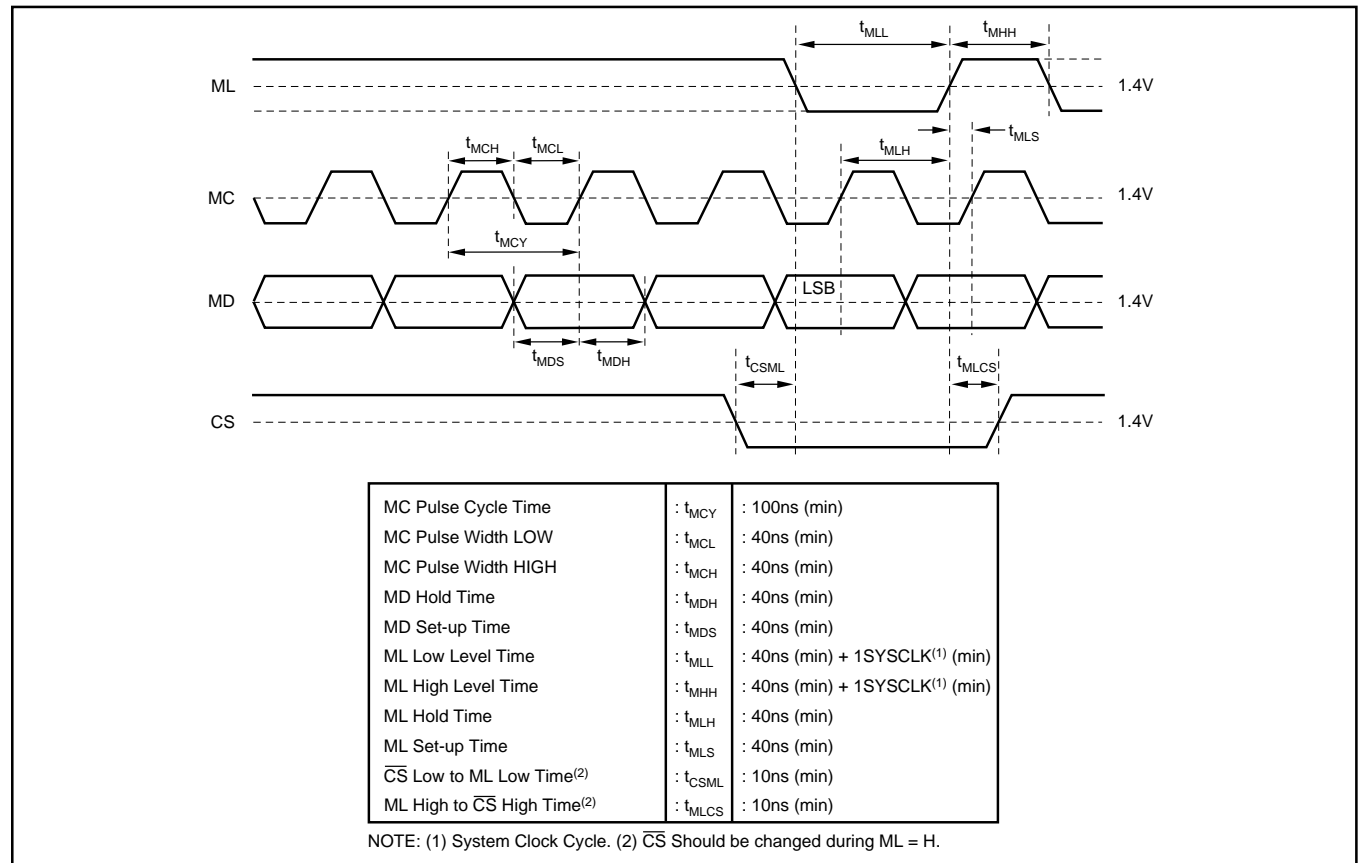 t_MLL t_MHH
ML 1.4V
t_MLS
t_MCH t_MCL t_MLH
MC 1.4V
t_MCY
LSB
MD 1.4V
t_MDS t_MDH
t_CSML t_MLCS
CS 1.4V
MC Pulse Cycle Time : t_MCY : 100ns (min)
MC Pulse Width LOW : t_MCL : 40ns (min)
MC Pulse Width HIGH : t_MCH : 40ns (min)
MD Hold Time : t_MDH : 40ns (min)
MD Set-up Time : t_MDS : 40ns (min)
ML Low Level Time : t_MLL : 40ns (min) + 1SYSCLK(1) (min)
ML High Level Time : t_MHH : 40ns (min) + 1SYSCLK(1) (min)
ML Hold Time : t_MLH : 40ns (min)
ML Set-up Time : t_MLS : 40ns (min)
C̅S̅ Low to ML Low Time(2) : t_CSML : 10ns (min)
ML High to C̅S̅ High Time(2) : t_MLCS : 10ns (min)
NOTE: (1) System Clock Cycle. (2) C̅S̅ Should be changed during ML = H.